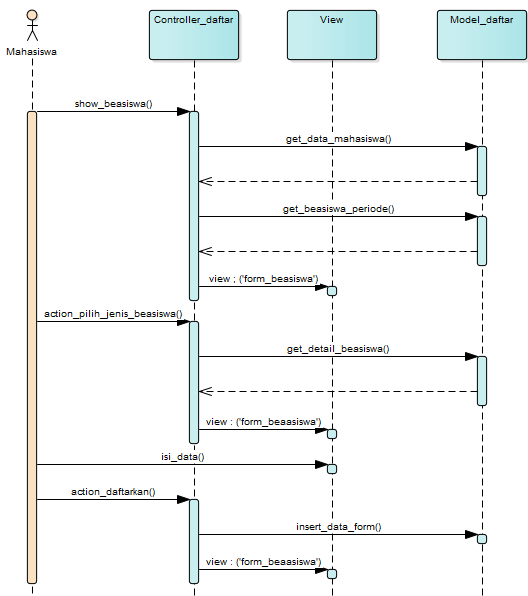 Controller_daftar View Model_daftar
Mahasiswa
show_beasiswa()
get_data_mahasiswa()
get_beasiswa_periode()
view ; ('form_beasiswa')
action_pilih_jenis_beasiswa()
get_detail_beasiswa()
view : ('form_beaasiswa')
isi_data()
action_daftarkan()
insert_data_form()
view : ('form_beaasiswa')